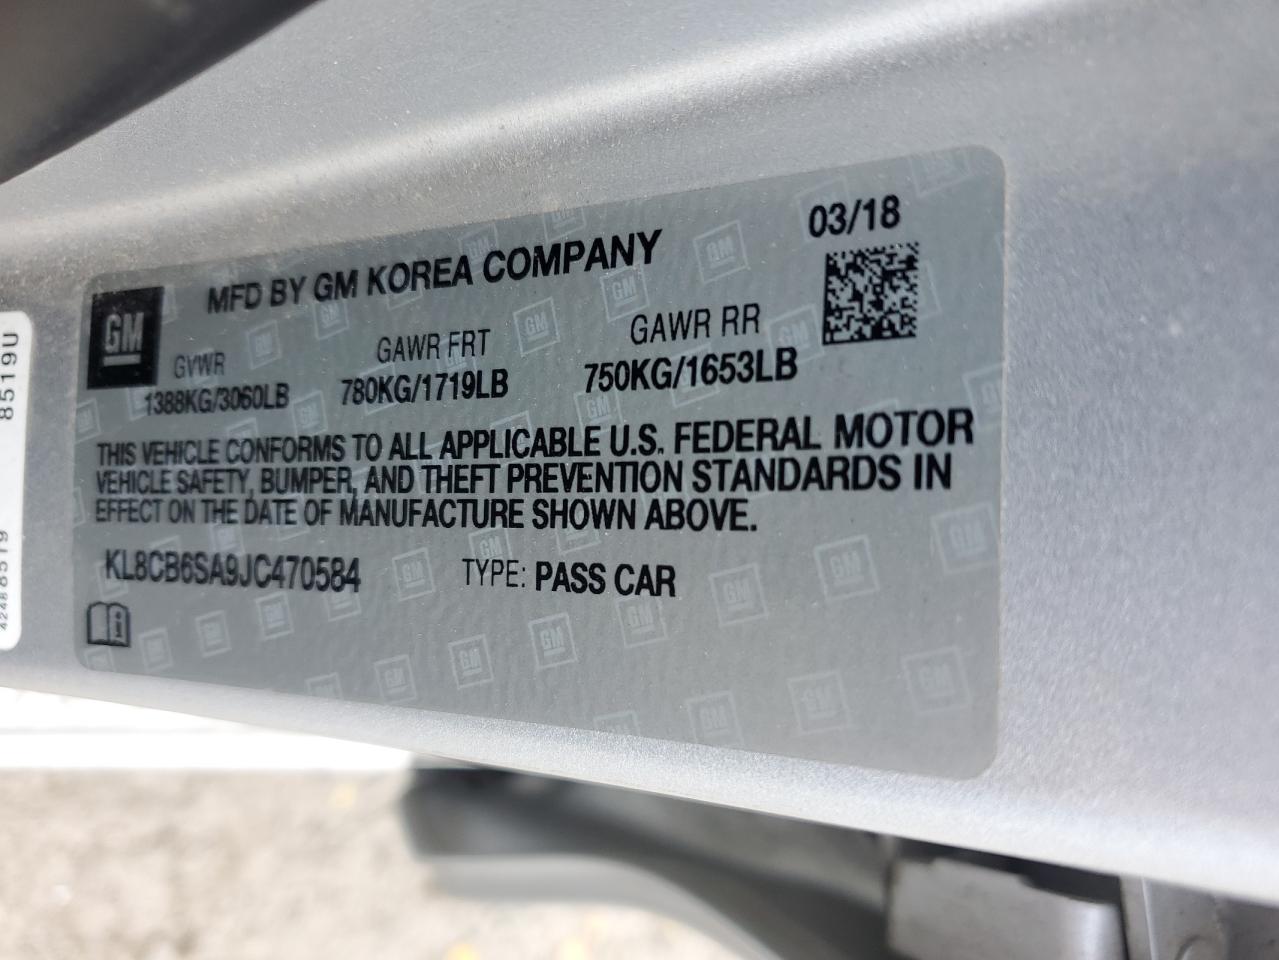 03/18
MFD BY GM KOREA COMPANY
GM
GVWR GAWR FRT GAWR RR
1388KG/3060LB 780KG/1719LB 750KG/1653LB
THIS VEHICLE CONFORMS TO ALL APPLICABLE U.S. FEDERAL MOTOR
VEHICLE SAFETY, BUMPER, AND THEFT PREVENTION STANDARDS IN
EFFECT ON THE DATE OF MANUFACTURE SHOWN ABOVE.
KL8CB6SA9JC470584 TYPE: PASS CAR
8519U
42488519